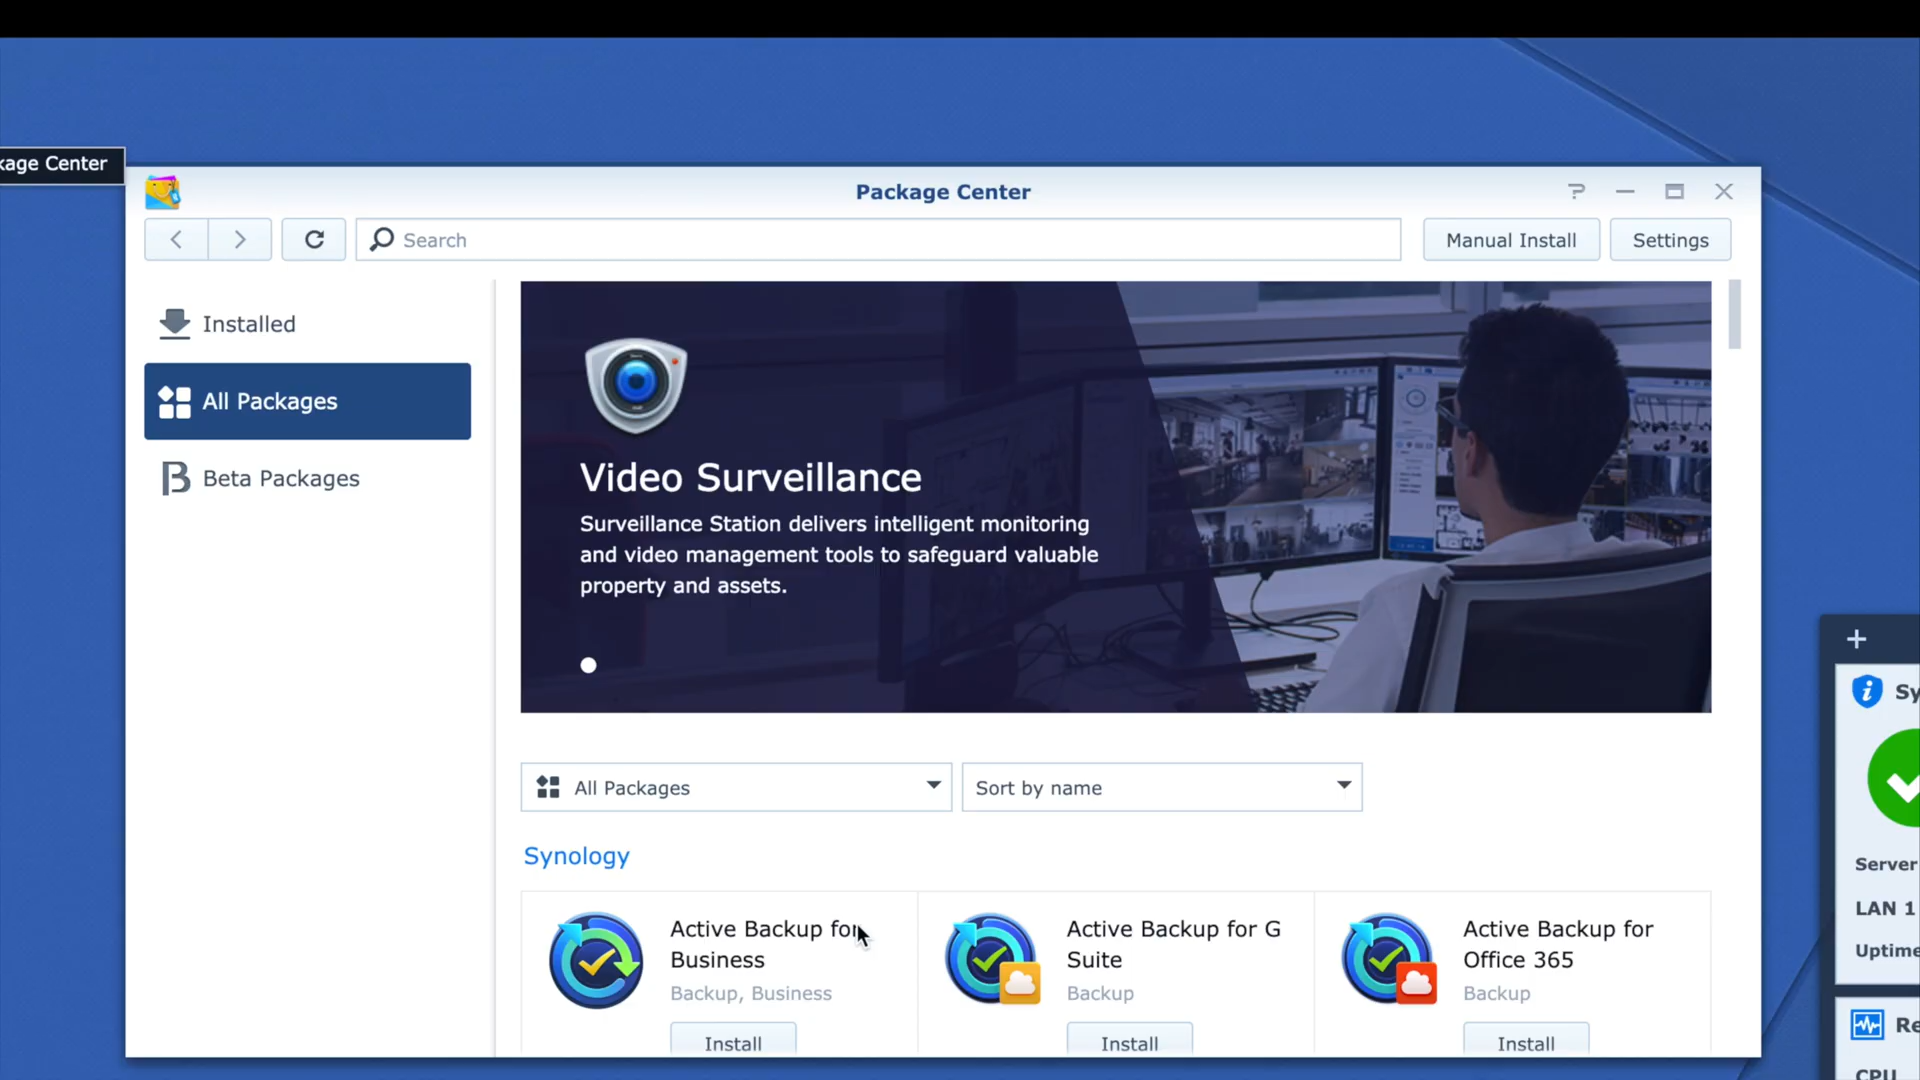 kage Center
Package Center
Search
Manual Install
Settings
Installed
All Packages
Beta Packages
Video Surveillance
Surveillance Station delivers intelligent monitoring
and video management tools to safeguard valuable
property and assets.
All Packages
Sort by name
Synology
Active Backup for
Business
Backup, Business
Install
Active Backup for G
Suite
Backup
Install
Active Backup for
Office 365
Backup
Install
Sy
Server
LAN 1
Uptime
Re
CPU